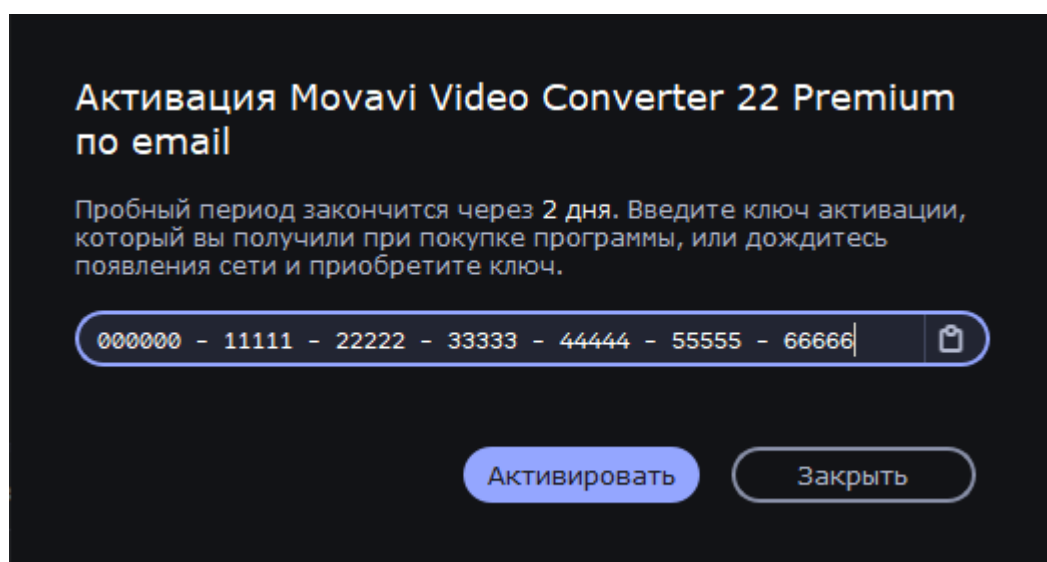 Активация Movavi Video Converter 22 Premium
по email
Пробный период закончится через 2 дня. Введите ключ активации,
который вы получили при покупке программы, или дождитесь
появления сети и приобретите ключ.
000000 - 11111 - 22222 - 33333 - 44444 - 55555 - 66666
Активировать Закрыть